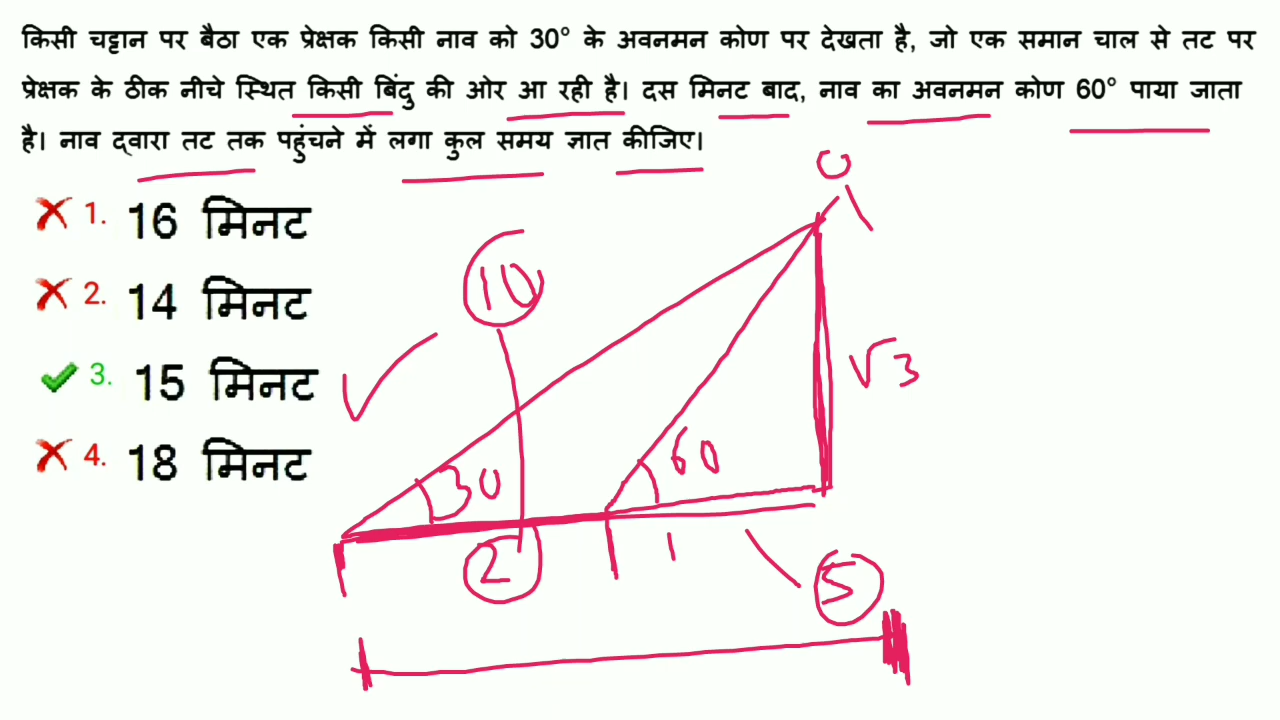 किसी चट्टान पर बैठा एक प्रेक्षक किसी नाव को 30° के अवनमन कोण पर देखता है, जो एक समान चाल से तट पर
प्रेक्षक के ठीक नीचे स्थित किसी बिंदु की ओर आ रही है। दस मिनट बाद, नाव का अवनमन कोण 60° पाया जाता
है। नाव द्वारा तट तक पहुंचने में लगा कुल समय ज्ञात कीजिए।
1. 16 मिनट
2. 14 मिनट
3. 15 मिनट
4. 18 मिनट
O
10
√3
30
60
2
1
5